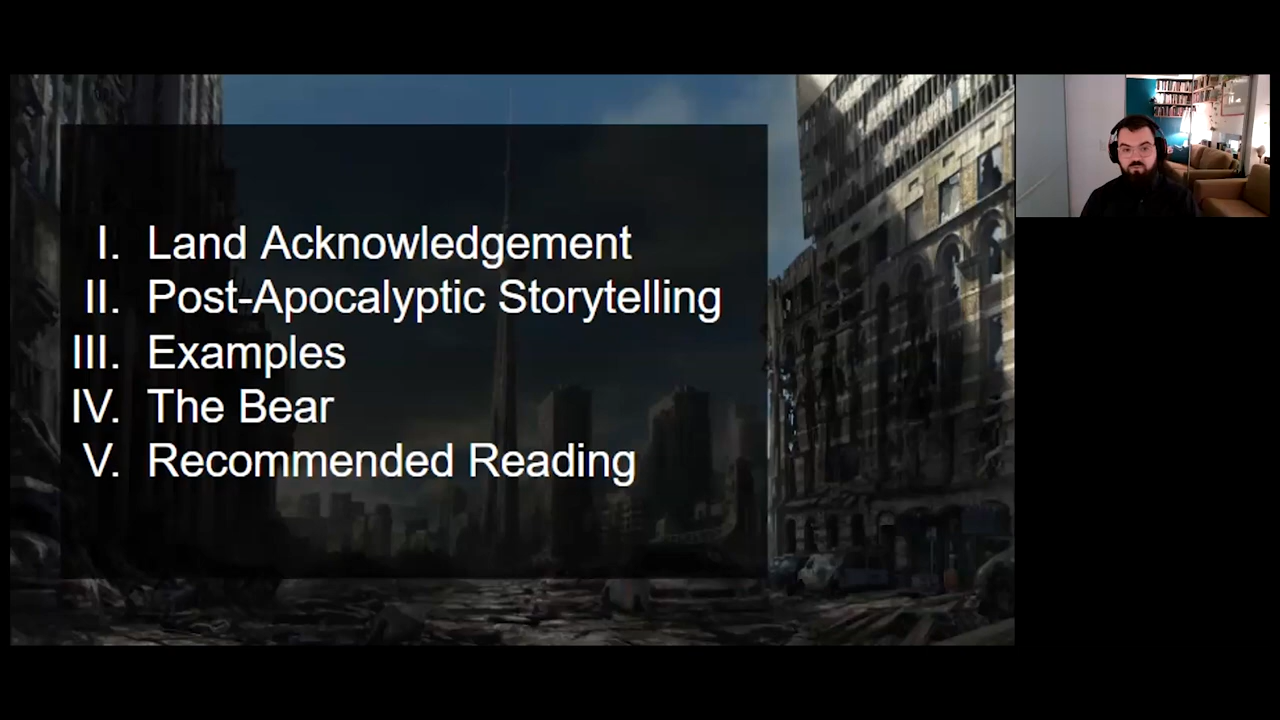 I. Land Acknowledgement
II. Post-Apocalyptic Storytelling
III. Examples
IV. The Bear
V. Recommended Reading